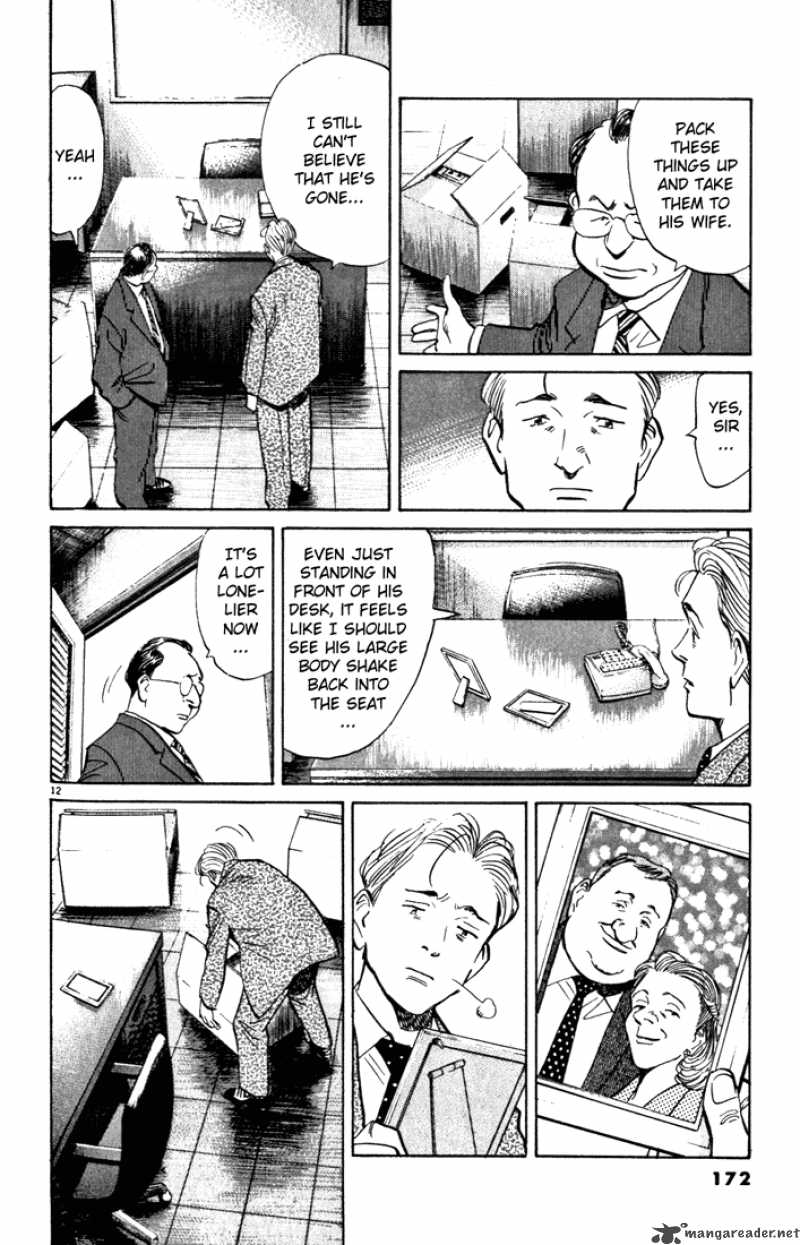 PACK
THESE
THINGS UP
AND TAKE
THEM TO
HIS WIFE.
YES,
SIR
...
I STILL
CAN'T
BELIEVE
THAT HE'S
GONE...
YEAH
...
EVEN JUST
STANDING IN
FRONT OF HIS
DESK, IT FEELS
LIKE I SHOULD
SEE HIS LARGE
BODY SHAKE
BACK INTO
THE SEAT
...
IT'S
A LOT
LONE-
LIER
NOW
...
12
172
mangareader.net